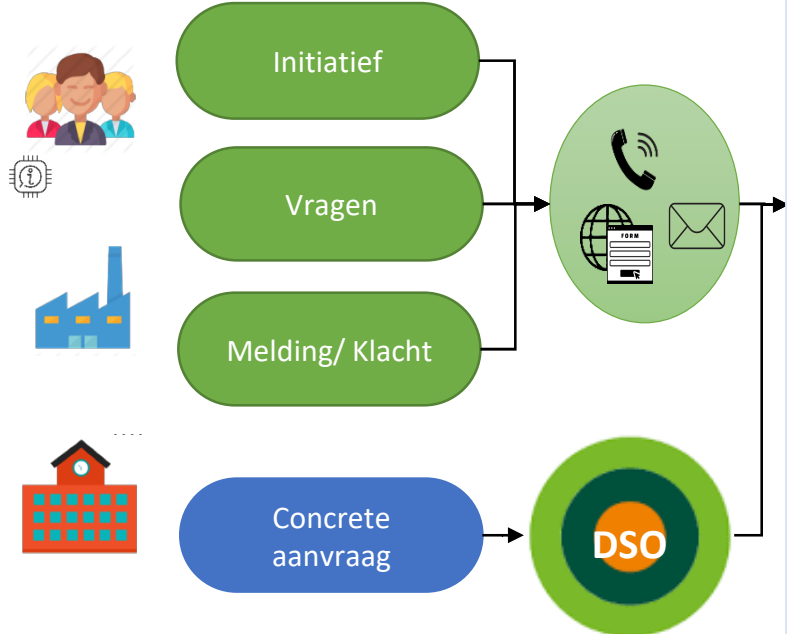 Initiatief
Vragen
FORM
Melding/ Klacht
Concrete
aanvraag
DSO